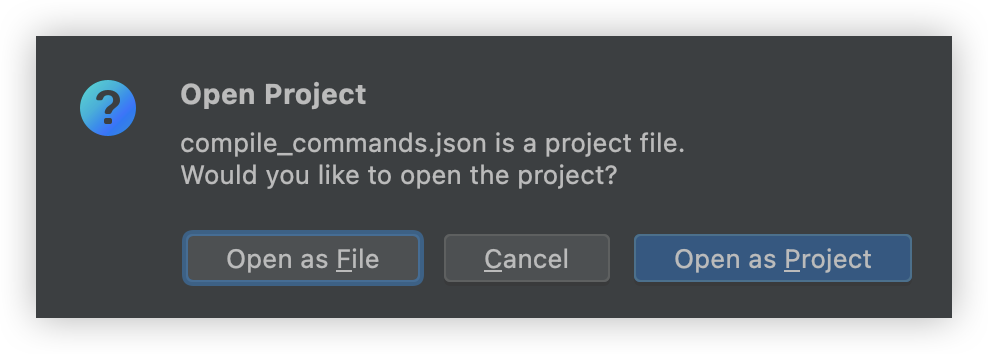 Open Project
compile_commands.json is a project file.
Would you like to open the project?
Open as File
Cancel
Open as Project